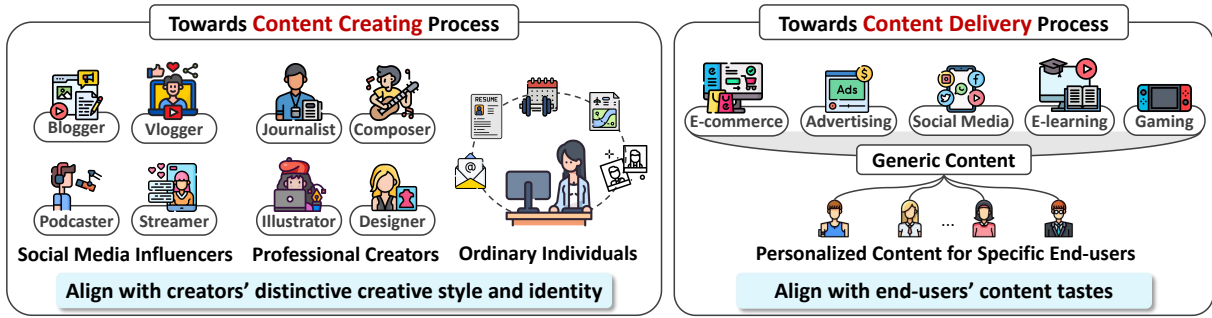 Towards Content Creating Process
Blogger
Vlogger
Journalist
Composer
RESUME
@
Podcaster
Streamer
Illustrator
Designer
Social Media Influencers
Professional Creators
Ordinary Individuals
Align with creators’ distinctive creative style and identity
Towards Content Delivery Process
Ads
$
E-commerce
Advertising
Social Media
E-learning
Gaming
Generic Content
...
Personalized Content for Specific End-users
Align with end-users’ content tastes